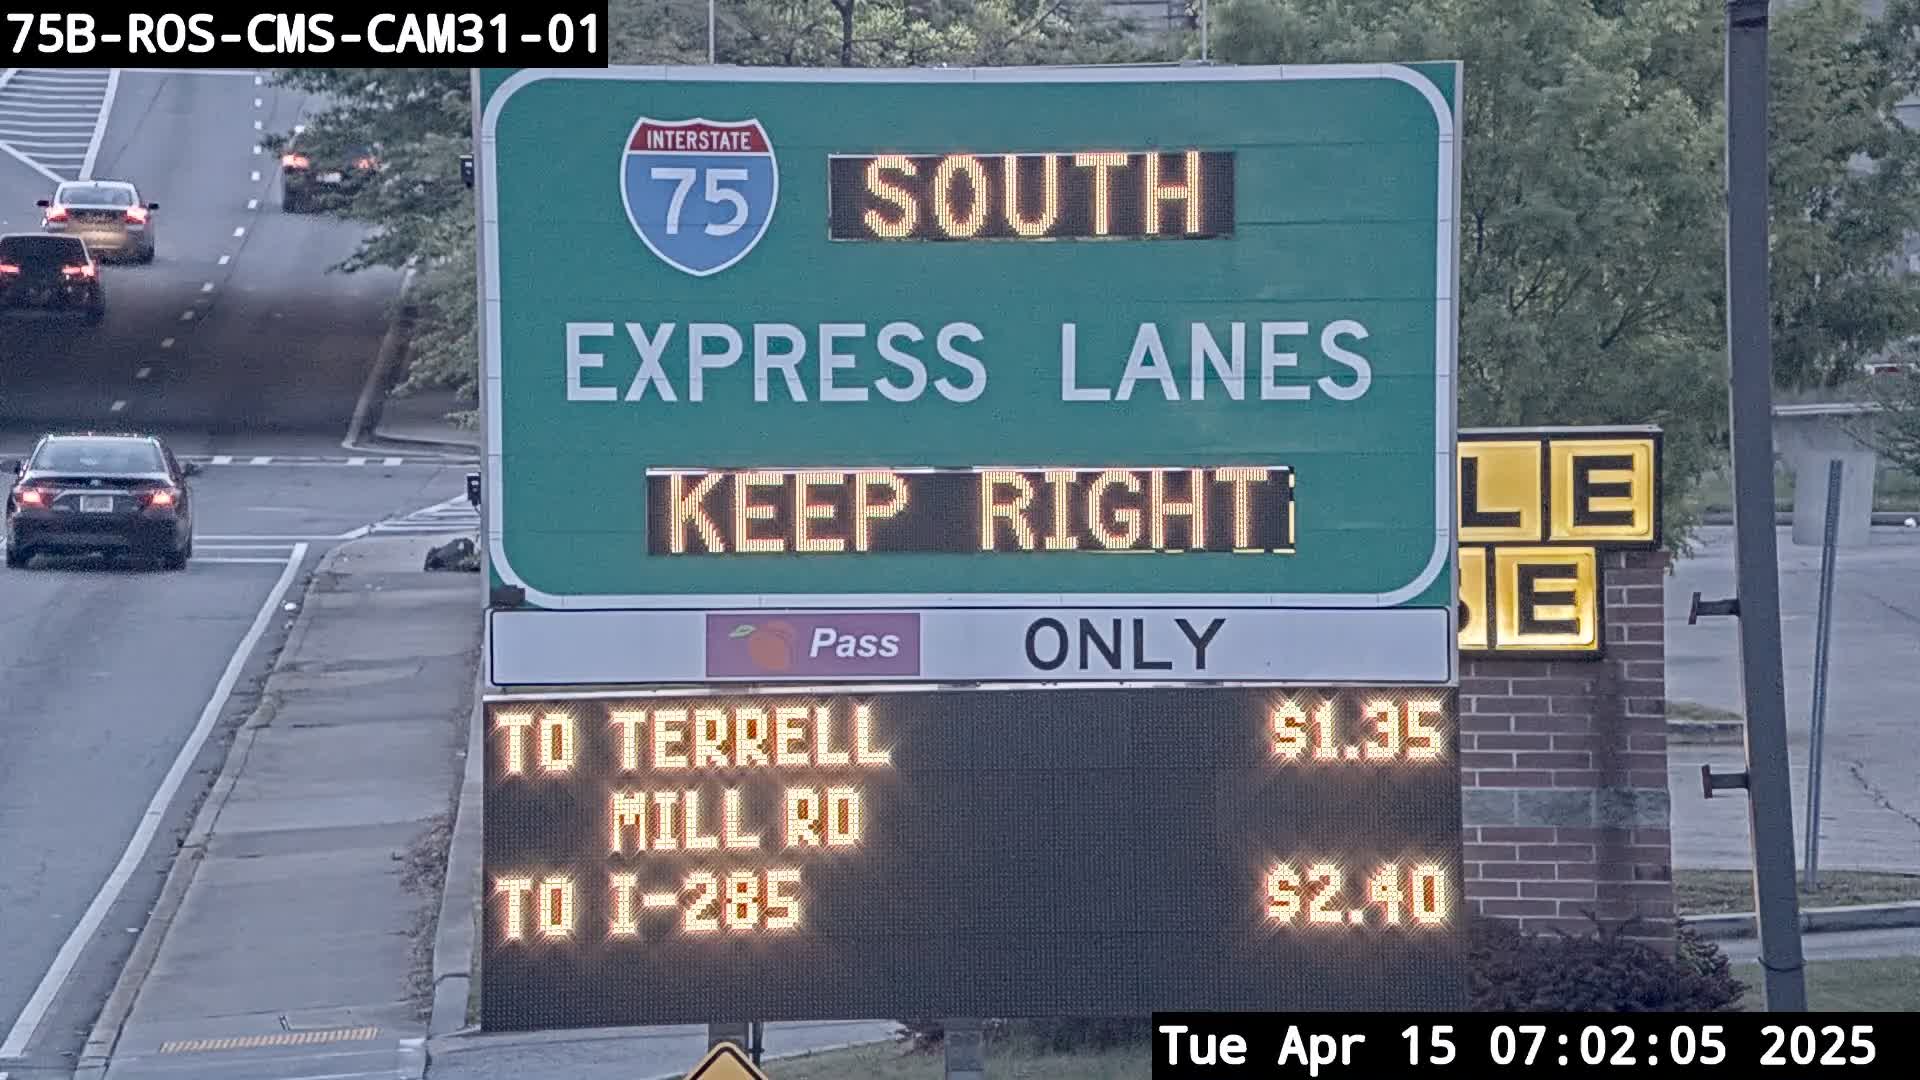 75B-ROS-CMS-CAM31-01
INTERSTATE
75
SOUTH
EXPRESS LANES
KEEP RIGHT
Pass ONLY
LE
E
TO TERRELL $1.35
MILL RD
TO I-285 $2.40
Tue Apr 15 07:02:05 2025